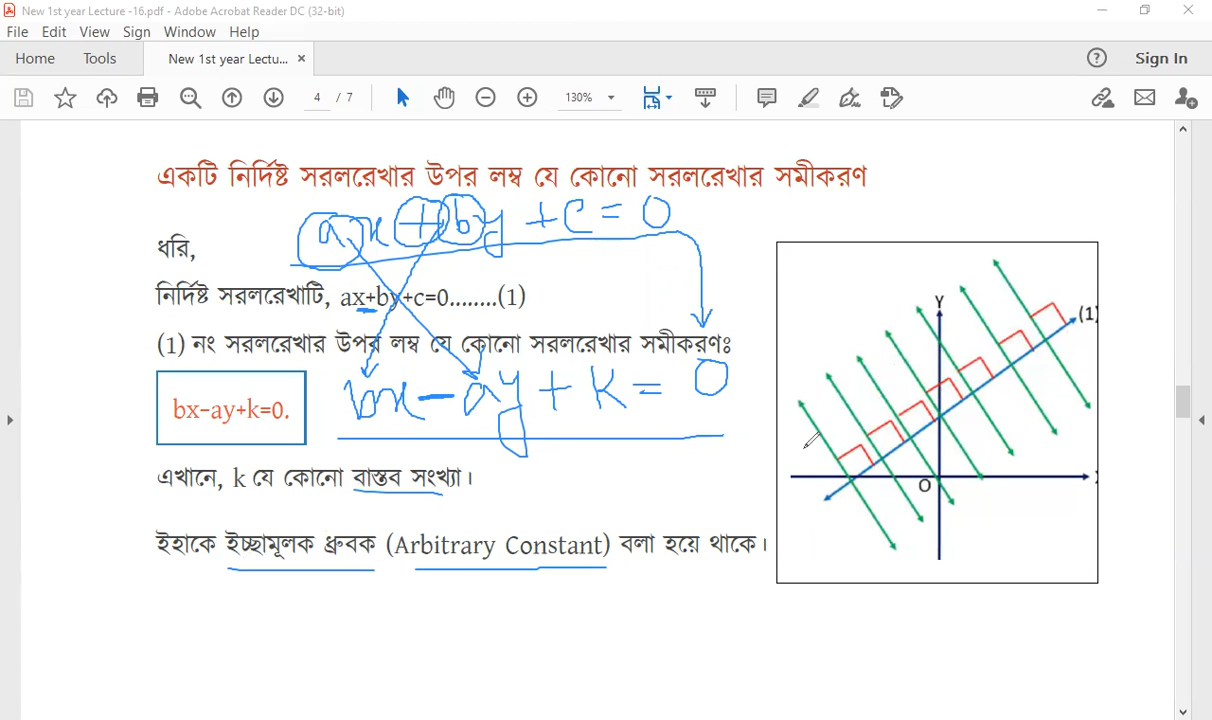 New 1st year Lecture -16.pdf - Adobe Acrobat Reader DC (32-bit)
File Edit View Sign Window Help
Home Tools New 1st year Lectu... × ? Sign In
4 / 7 130%
একটি নির্দিষ্ট সরলরেখার উপর লম্ব যে কোনো সরলরেখার সমীকরণ
ax + by + c = 0
ধরি,
নির্দিষ্ট সরলরেখাটি, ax+by+c=0........(1)
(1) নং সরলরেখার উপর লম্ব যে কোনো সরলরেখার সমীকরণঃ
bx-ay+k=0.
bx - ay + k = 0
এখানে, k যে কোনো বাস্তব সংখ্যা।
ইহাকে ইচ্ছামূলক ধ্রুবক (Arbitrary Constant) বলা হয়ে থাকে।
Y
(1)
O